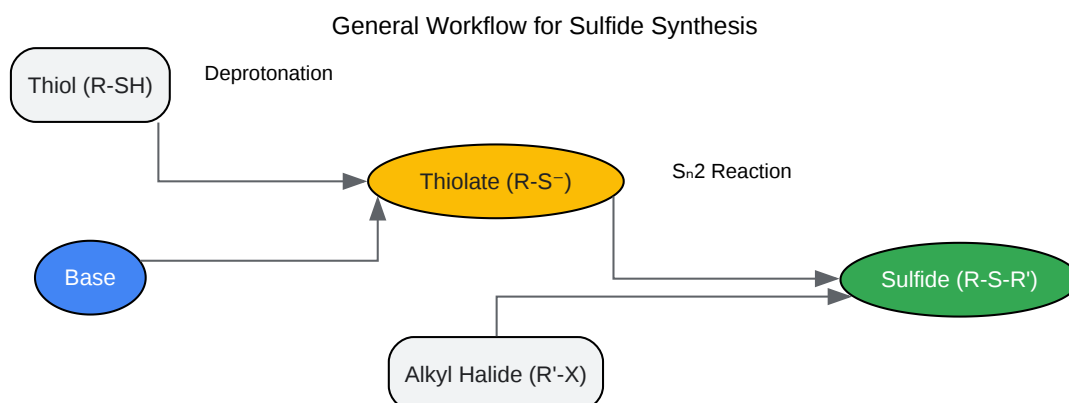 General Workflow for Sulfide Synthesis
Thiol (R-SH)
Deprotonation
Thiolate (R-S⁻)
Sₙ2 Reaction
Base
Sulfide (R-S-R')
Alkyl Halide (R'-X)